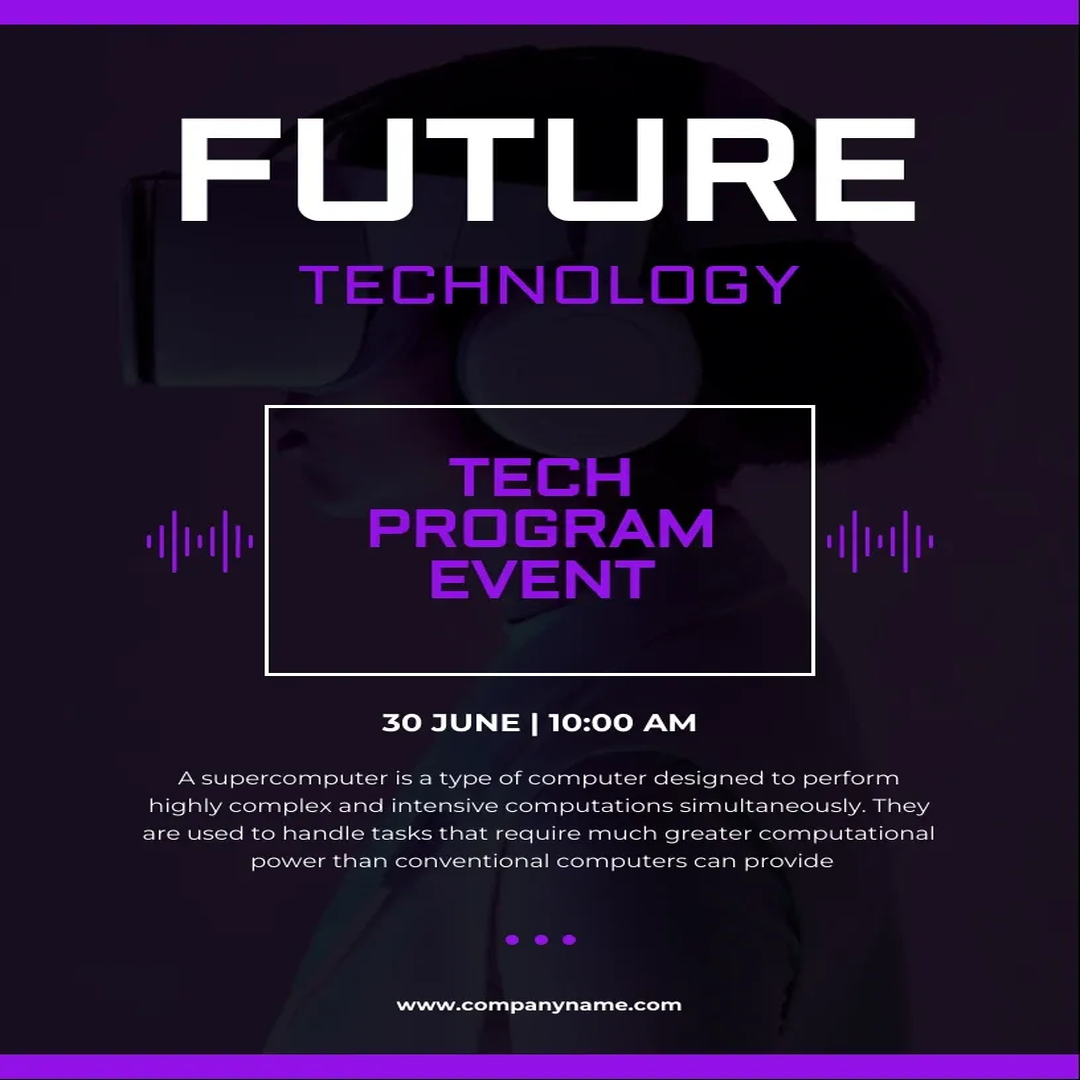 FUTURE
TECHNOLOGY
TECH
PROGRAM
EVENT
30 JUNE | 10:00 AM
A supercomputer is a type of computer designed to perform
highly complex and intensive computations simultaneously. They
are used to handle tasks that require much greater computational
power than conventional computers can provide
www.companyname.com